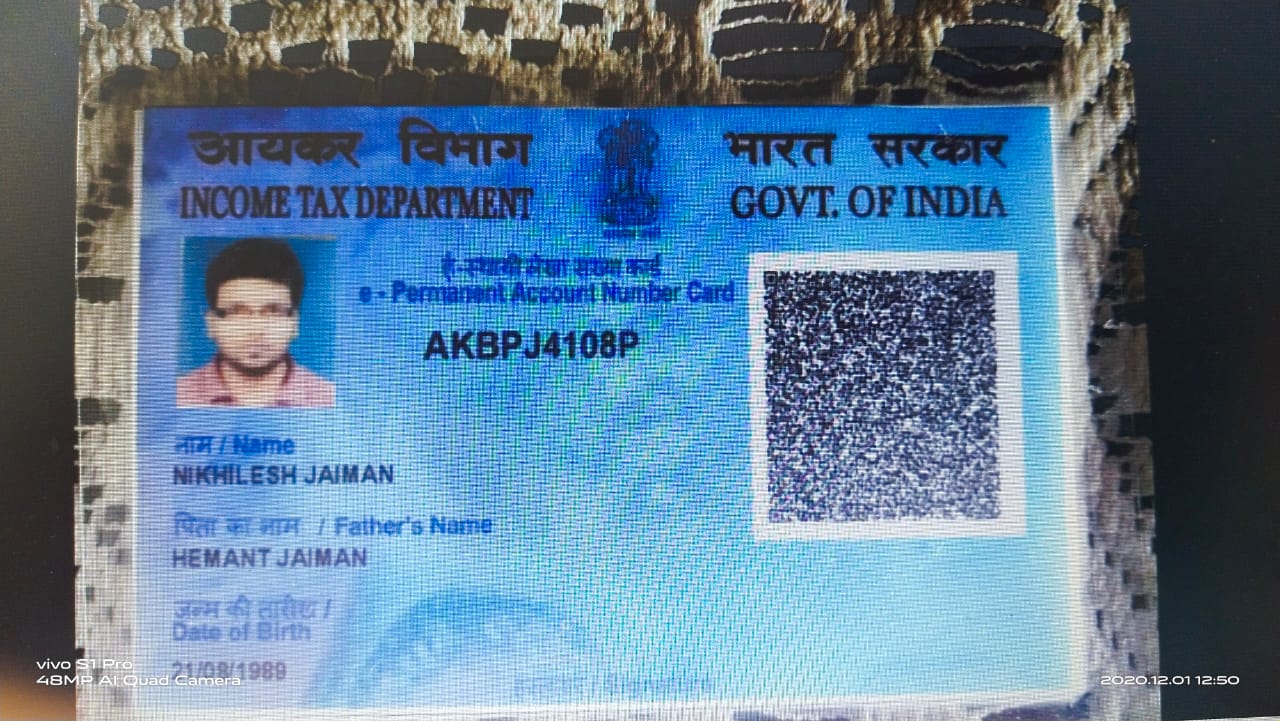 आयकर विभाग
INCOME TAX DEPARTMENT
भारत सरकार
GOVT. OF INDIA
ई-स्थायी लेखा संख्या कार्ड
e - Permanent Account Number Card
AKBPJ4108P
नाम / Name
NIKHILESH JAIMAN
पिता का नाम / Father's Name
HEMANT JAIMAN
जन्म की तारीख /
Date of Birth
21/08/1989
vivo S1 Pro
48MP AI Quad Camera
2020.12.01 12:50